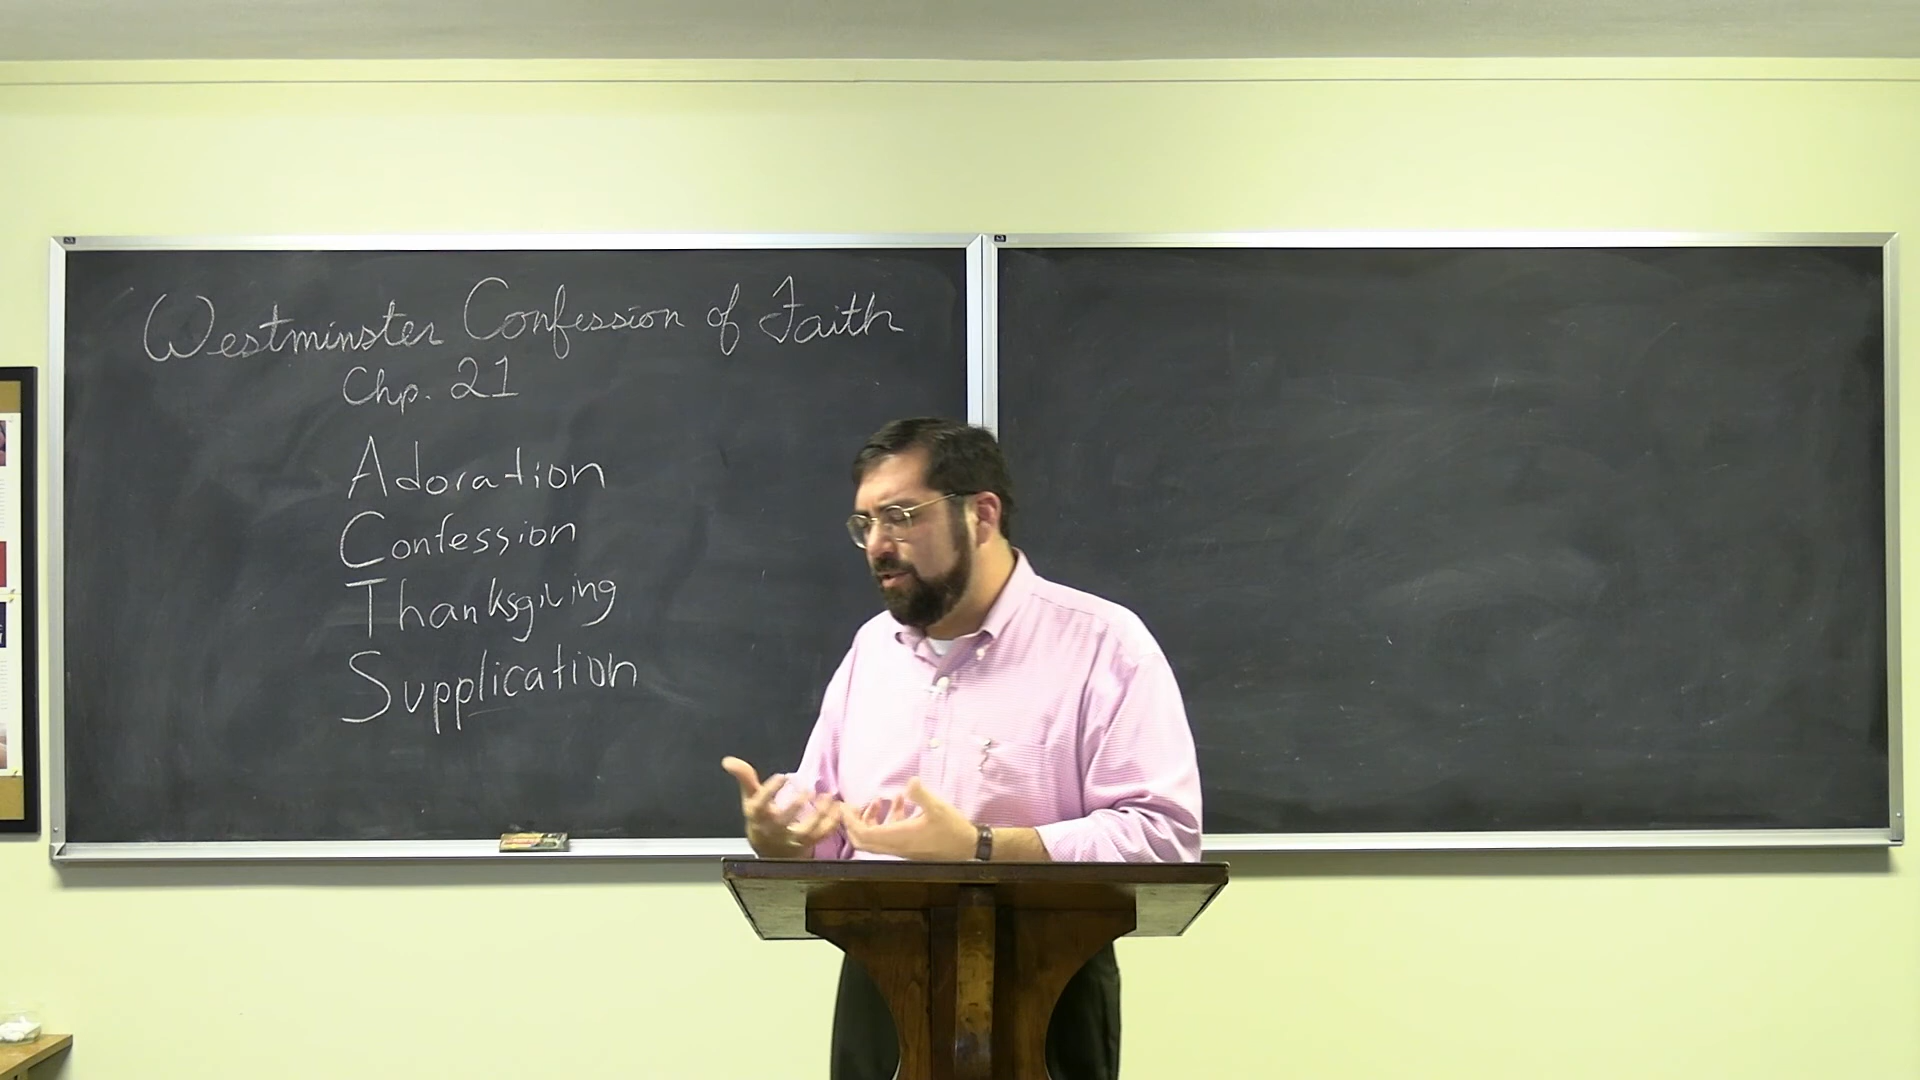 Westminster Confession of Faith
Chp. 21
Adoration
Confession
Thanksgiving
Supplication